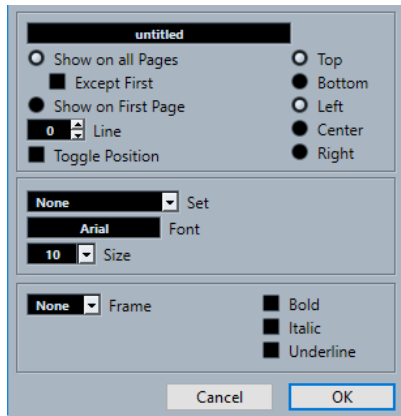 untitled
Show on all Pages
Top
Except First
Bottom
Show on First Page
Left
0 Line
Center
Toggle Position
Right
None Set
Arial Font
10 Size
None Frame
Bold
Italic
Underline
Cancel OK